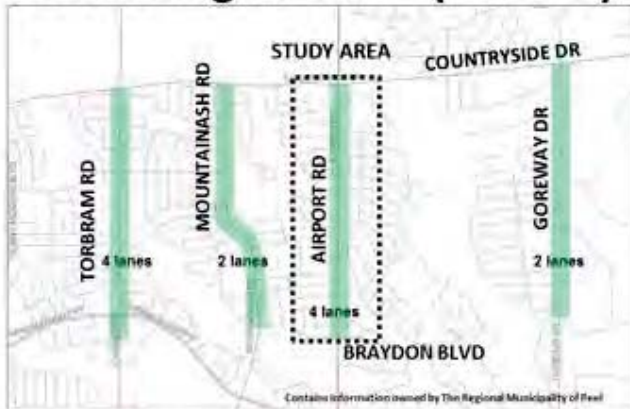 STUDY AREA
COUNTRYSIDE DR
TORBRAM RD
MOUNTAINASH RD
AIRPORT RD
GOREWAY DR
4 lanes
2 lanes
2 lanes
4 lanes
BRAYDON BLVD
Contains information owned by The Regional Municipality of Peel